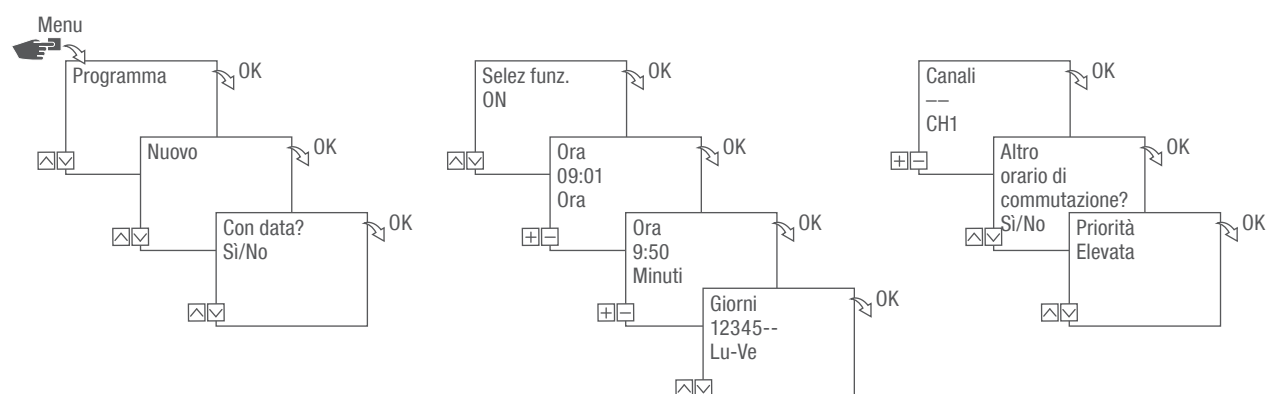 Menu
Programma
OK
Nuovo
OK
Con data?
Sì/No
OK
Selez funz.
ON
OK
Ora
09:01
Ora
OK
Ora
9:50
Minuti
OK
Giorni
12345--
Lu-Ve
OK
Canali
––
CH1
OK
Altro
orario di
commutazione?
Sì/No
OK
Priorità
Elevata
OK